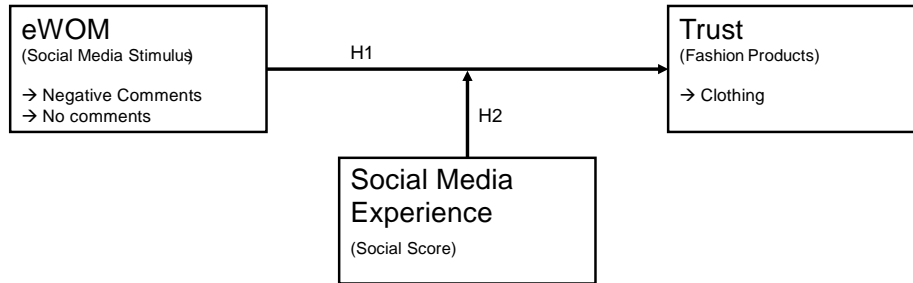 eWOM
(Social Media Stimulus)
→ Negative Comments
→ No comments
H1
Trust
(Fashion Products)
→ Clothing
H2
Social Media
Experience
(Social Score)